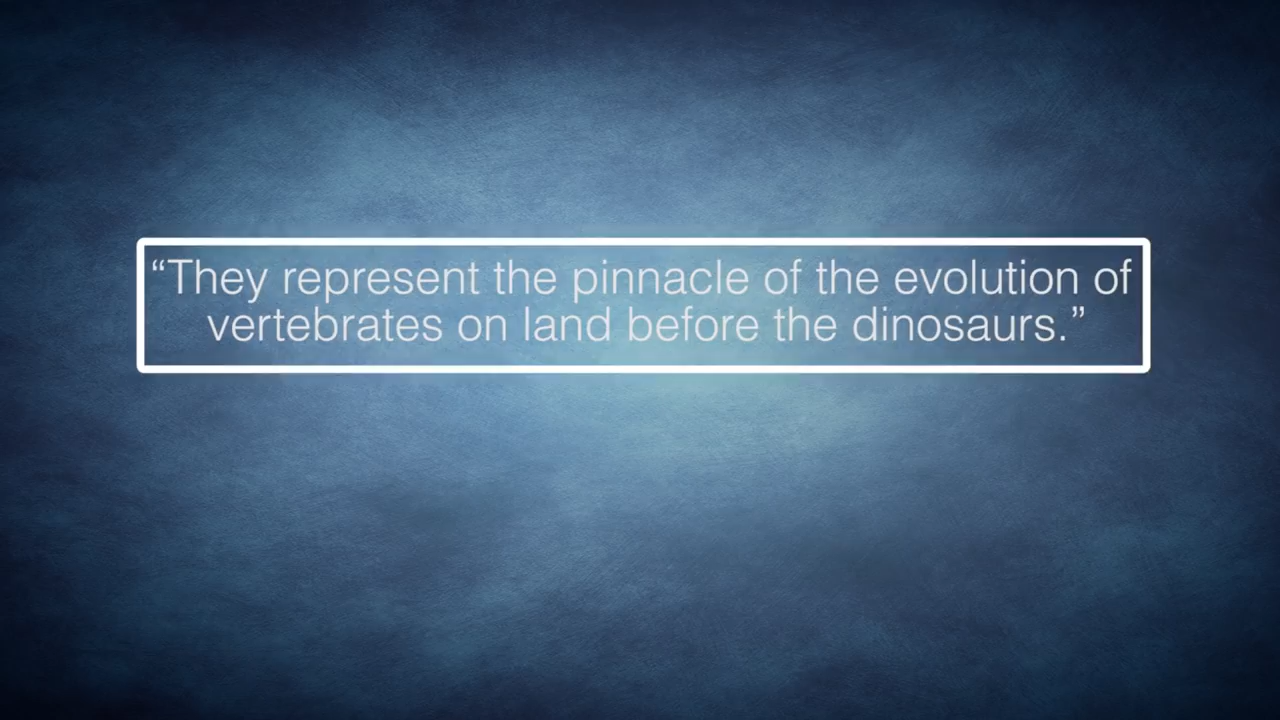 “They represent the pinnacle of the evolution of
vertebrates on land before the dinosaurs.”